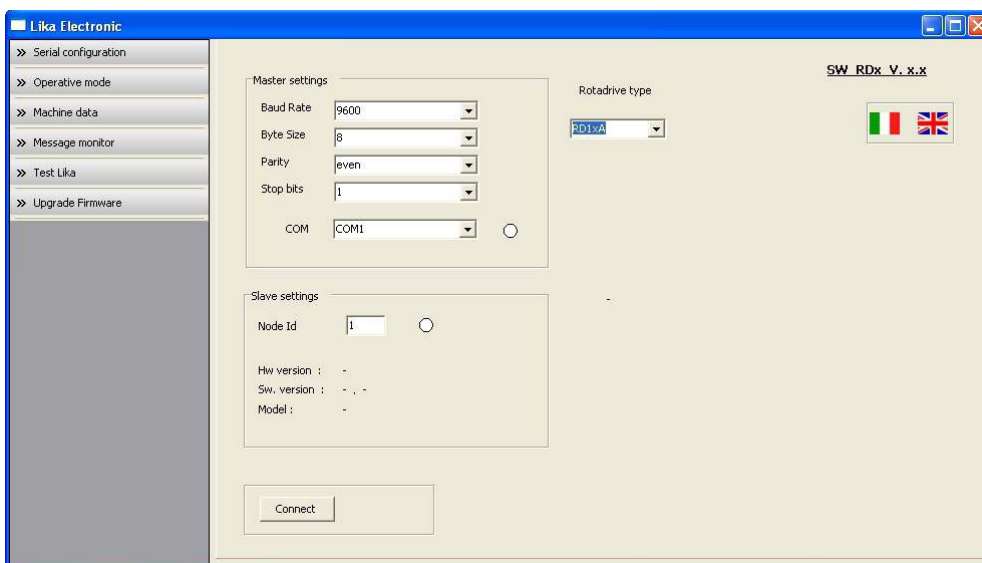 Lika Electronic
» Serial configuration
» Operative mode
» Machine data
» Message monitor
» Test Lika
» Upgrade Firmware
SW RDx V. x.x
Master settings
Baud Rate 9600
Byte Size 8
Parity even
Stop bits 1
COM COM1
Rotadrive type
RD1xA
Slave settings
Node Id 1
Hw version : -
Sw. version : - . -
Model : -
-
Connect